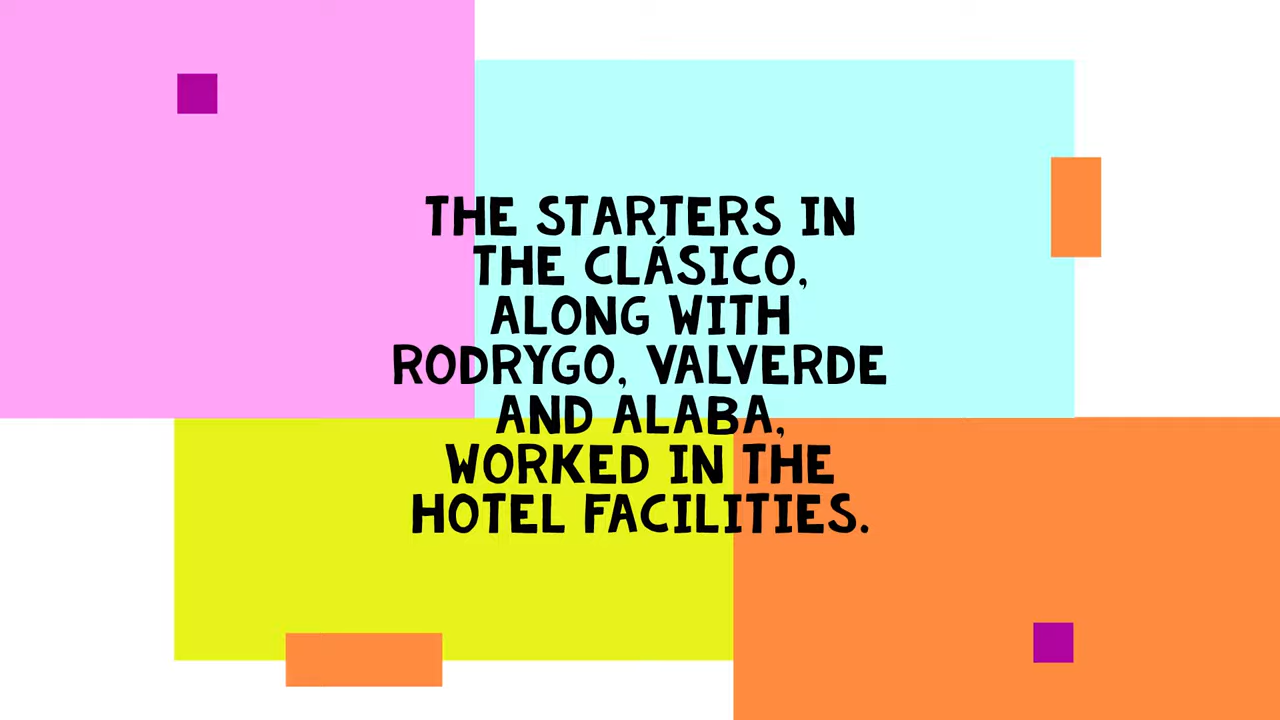 THE STARTERS IN
THE CLÁSICO,
ALONG WITH
RODRYGO, VALVERDE
AND ALABA,
WORKED IN THE
HOTEL FACILITIES.